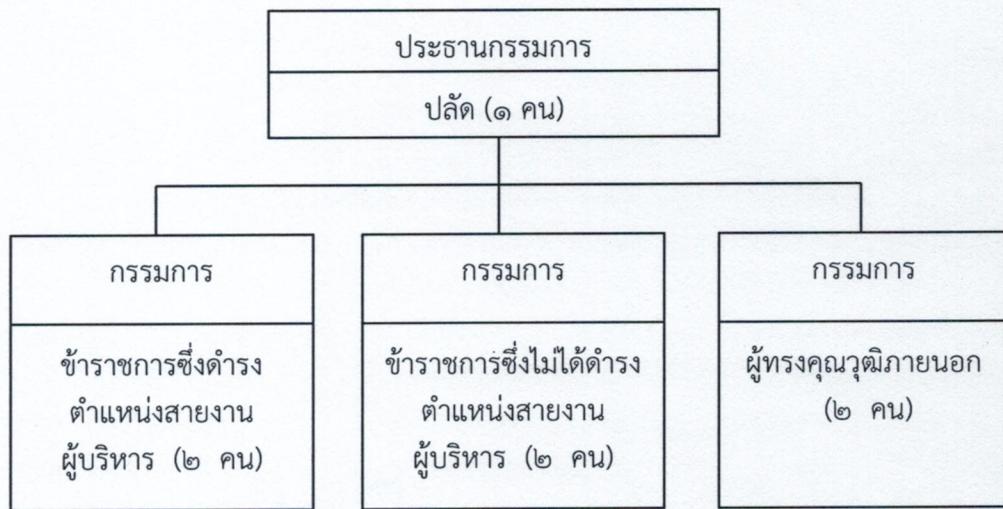 ประธานกรรมการ
ปลัด (๑ คน)
กรรมการ
ข้าราชการซึ่งดำรง
ตำแหน่งสายงาน
ผู้บริหาร (๒ คน)
กรรมการ
ข้าราชการซึ่งไม่ได้ดำรง
ตำแหน่งสายงาน
ผู้บริหาร (๒ คน)
กรรมการ
ผู้ทรงคุณวุฒิภายนอก
(๒ คน)